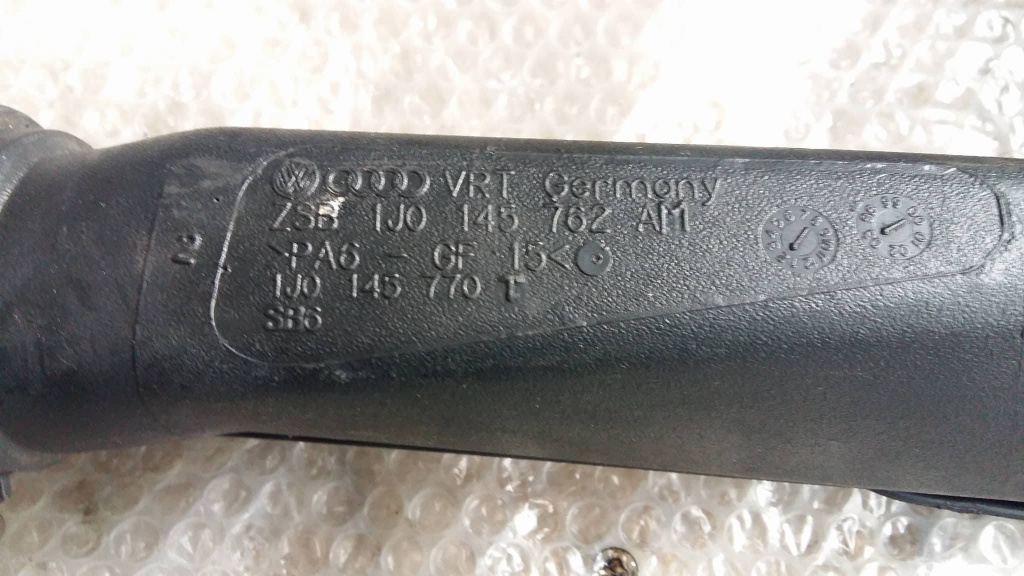 VRT Germany
ZSB 1J0 145 762 AM
>PA6 - GF 15<
1J0 145 770 F
SB6